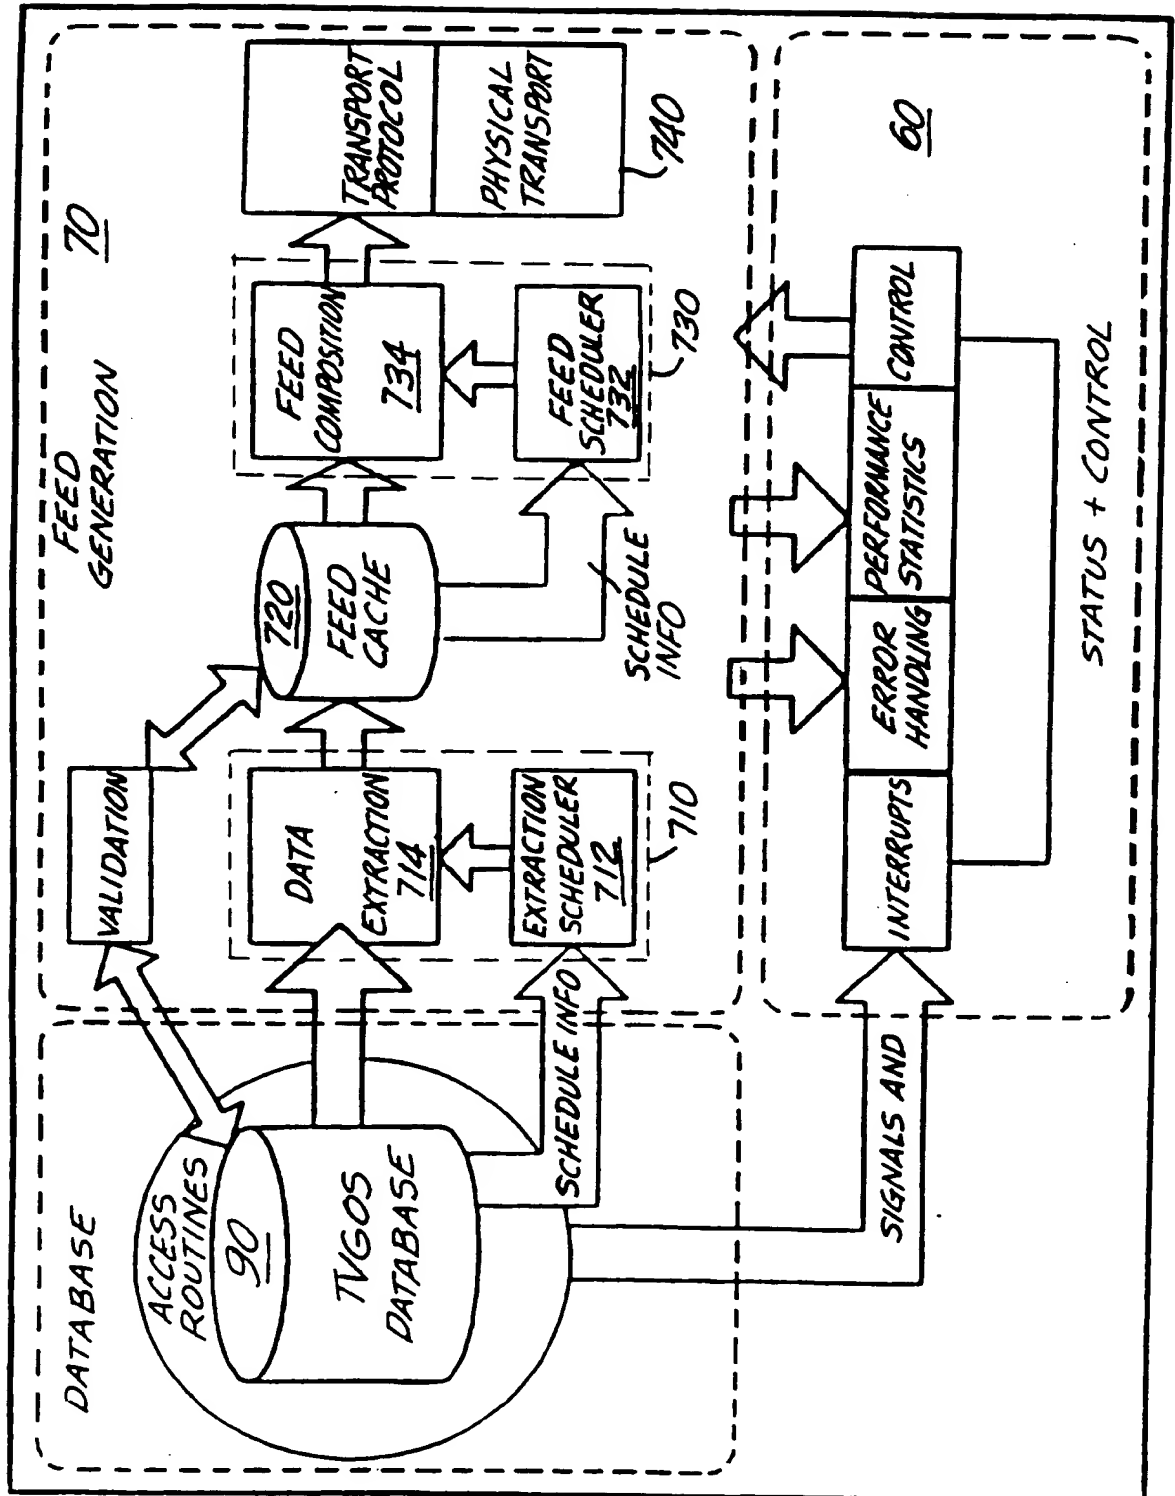 DATABASE
ACCESS
ROUTINES
90
TVGOS
DATABASE
SCHEDULE INFO
SIGNALS AND
FEED
GENERATION
70
VALIDATION
DATA
EXTRACTION
714
EXTRACTION
SCHEDULER
712
710
720
FEED
CACHE
SCHEDULE
INFO
FEED
COMPOSITION
734
FEED
SCHEDULER
732
730
TRANSPORT
PROTOCOL
PHYSICAL
TRANSPORT
740
INTERRUPTS
ERROR
HANDLING
PERFORMANCE
STATISTICS
CONTROL
60
STATUS + CONTROL